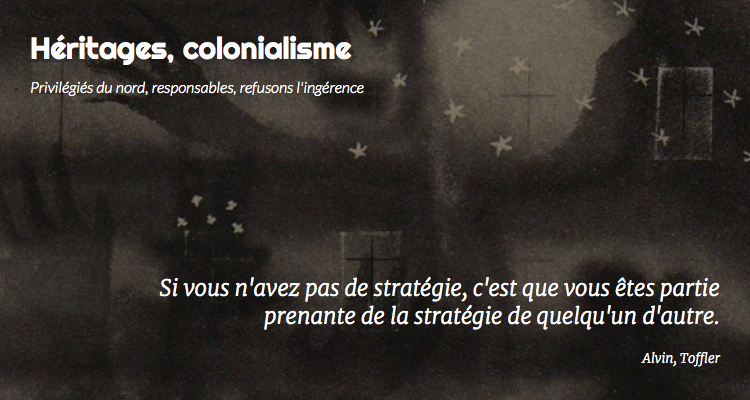 Héritages, colonialisme
Privilégiés du nord, responsables, refusons l'ingérence
Si vous n'avez pas de stratégie, c'est que vous êtes partie
prenante de la stratégie de quelqu'un d'autre.
Alvin, Toffler